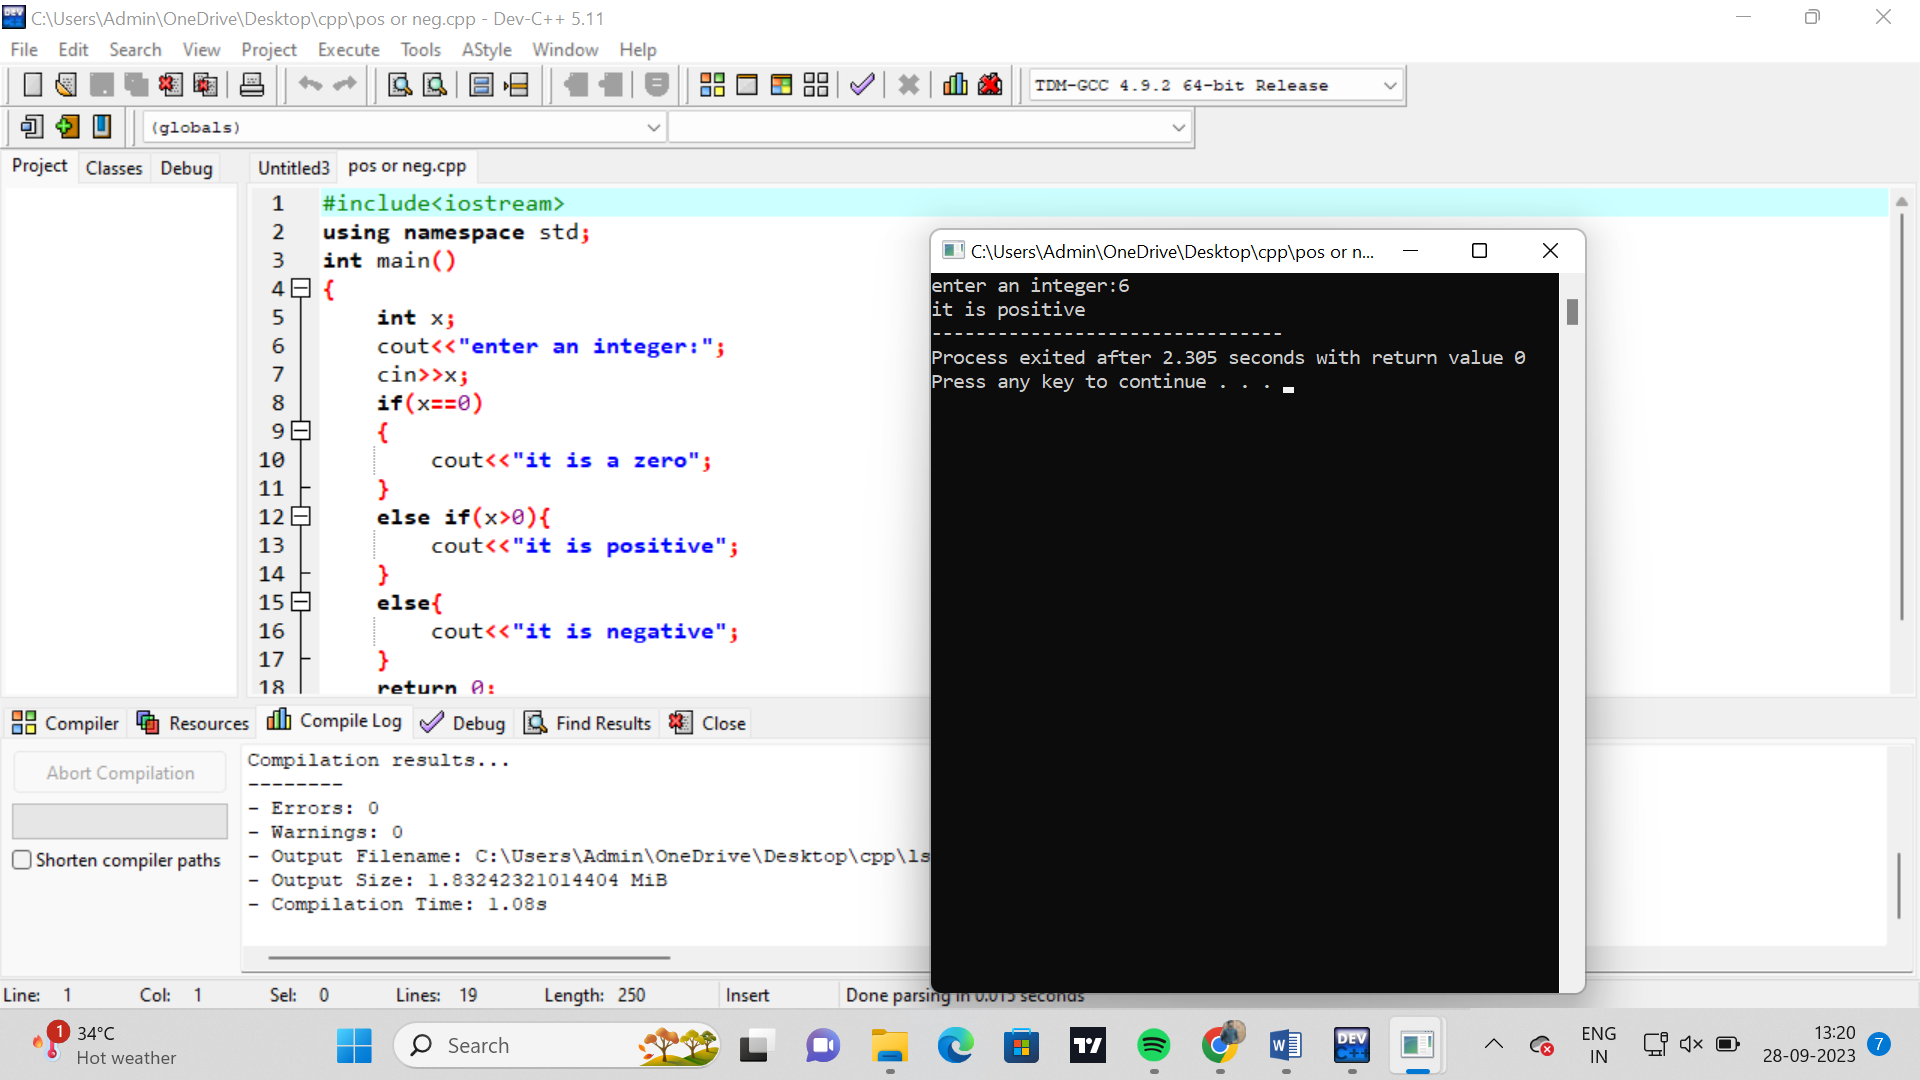 C:\Users\Admin\OneDrive\Desktop\cpp\pos or neg.cpp - Dev-C++ 5.11
File Edit Search View Project Execute Tools AStyle Window Help
TDM-GCC 4.9.2 64-bit Release
(globals)
Project Classes Debug Untitled3 pos or neg.cpp
1 #include<iostream>
2 using namespace std;
3 int main()
4 {
5 int x;
6 cout<<"enter an integer:";
7 cin>>x;
8 if(x==0)
9 {
10 cout<<"it is a zero";
11 }
12 else if(x>0){
13 cout<<"it is positive";
14 }
15 else{
16 cout<<"it is negative";
17 }
18 return 0;
C:\Users\Admin\OneDrive\Desktop\cpp\pos or n...
enter an integer:6
it is positive
--------------------------------
Process exited after 2.305 seconds with return value 0
Press any key to continue . . .
Compiler Resources Compile Log Debug Find Results Close
Abort Compilation
Shorten compiler paths
Compilation results...
--------
- Errors: 0
- Warnings: 0
- Output Filename: C:\Users\Admin\OneDrive\Desktop\cpp\ls
- Output Size: 1.83242321014404 MiB
- Compilation Time: 1.08s
Line: 1 Col: 1 Sel: 0 Lines: 19 Length: 250 Insert Done parsing in 0.015 seconds
1
34°C
Hot weather
Search
DEV
C++
ENG
IN
13:20
28-09-2023
7